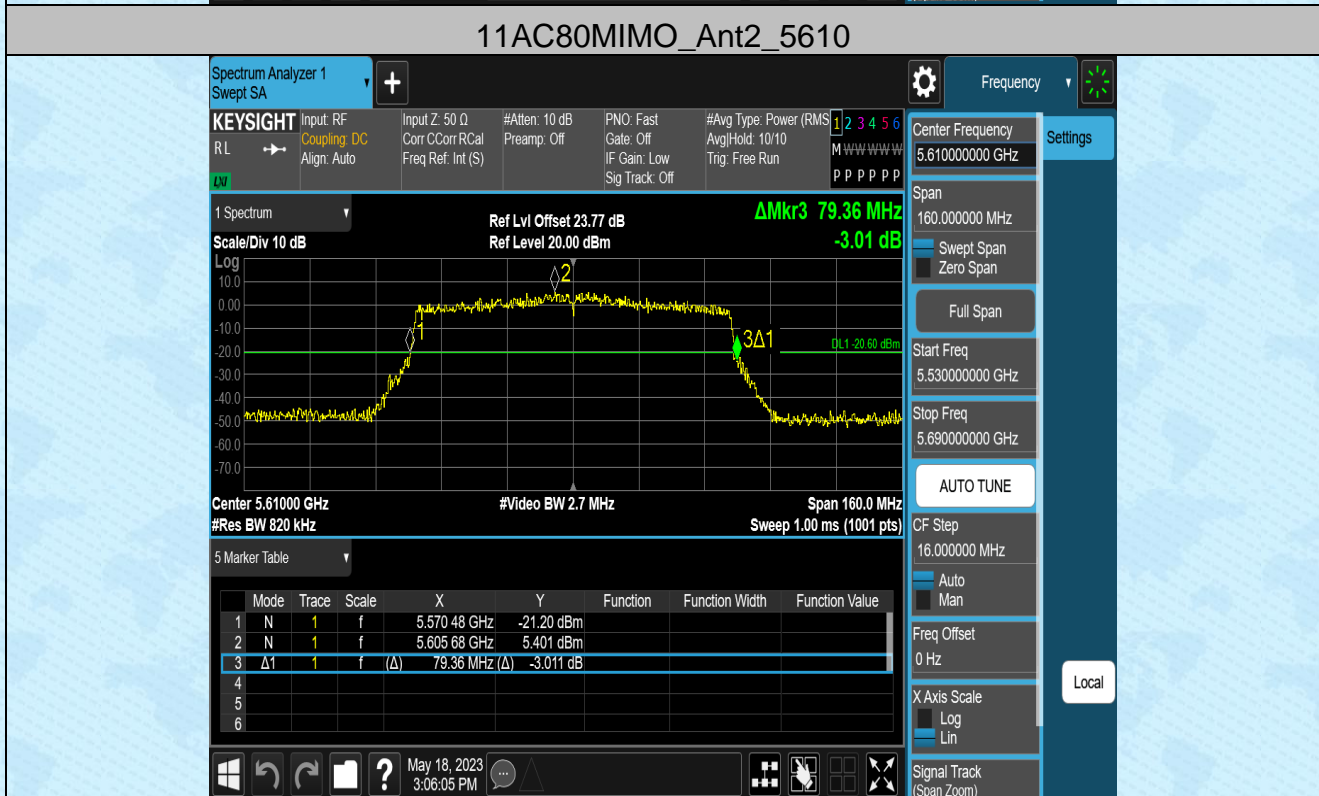 11AC80MIMO_Ant2_5610
Spectrum Analyzer 1
Swept SA
+
Frequency
KEYSIGHT
RL
LXI
Input: RF
Coupling: DC
Align: Auto
Input Z: 50 Ω
Corr CCorr RCal
Freq Ref: Int (S)
#Atten: 10 dB
Preamp: Off
PNO: Fast
Gate: Off
IF Gain: Low
Sig Track: Off
#Avg Type: Power (RMS
Avg|Hold: 10/10
Trig: Free Run
1 2 3 4 5 6
M W W W W W
P P P P P P
Center Frequency
5.610000000 GHz
Settings
Span
160.000000 MHz
Swept Span
Zero Span
Full Span
Start Freq
5.530000000 GHz
Stop Freq
5.690000000 GHz
AUTO TUNE
CF Step
16.000000 MHz
Auto
Man
Freq Offset
0 Hz
X Axis Scale
Log
Lin
Local
Signal Track
(Span Zoom)
1 Spectrum
Scale/Div 10 dB
Ref Lvl Offset 23.77 dB
Ref Level 20.00 dBm
ΔMkr3 79.36 MHz
-3.01 dB
Log
10.0
0.00
-10.0
-20.0
-30.0
-40.0
-50.0
-60.0
-70.0
2
1
3Δ1
DL1 -20.60 dBm
Center 5.61000 GHz
#Video BW 2.7 MHz
Span 160.0 MHz
#Res BW 820 kHz
Sweep 1.00 ms (1001 pts)
5 Marker Table
Mode Trace Scale X Y Function Function Width Function Value
1 N 1 f 5.570 48 GHz -21.20 dBm
2 N 1 f 5.605 68 GHz 5.401 dBm
3 Δ1 1 f (Δ) 79.36 MHz (Δ) -3.011 dB
4
5
6
?
May 18, 2023
3:06:05 PM